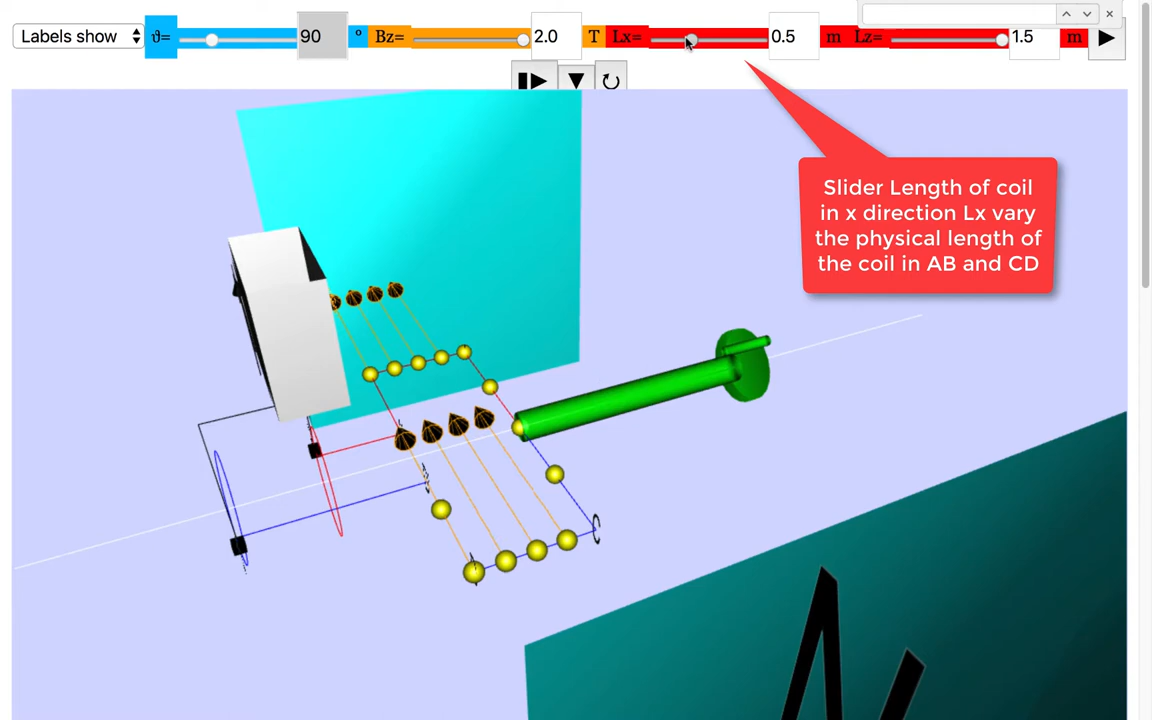 Labels show ϑ= 90 º Bz= 2.0 T Lx= 0.5 m Lz= 1.5 m
Slider Length of coil
in x direction Lx vary
the physical length of
the coil in AB and CD
C